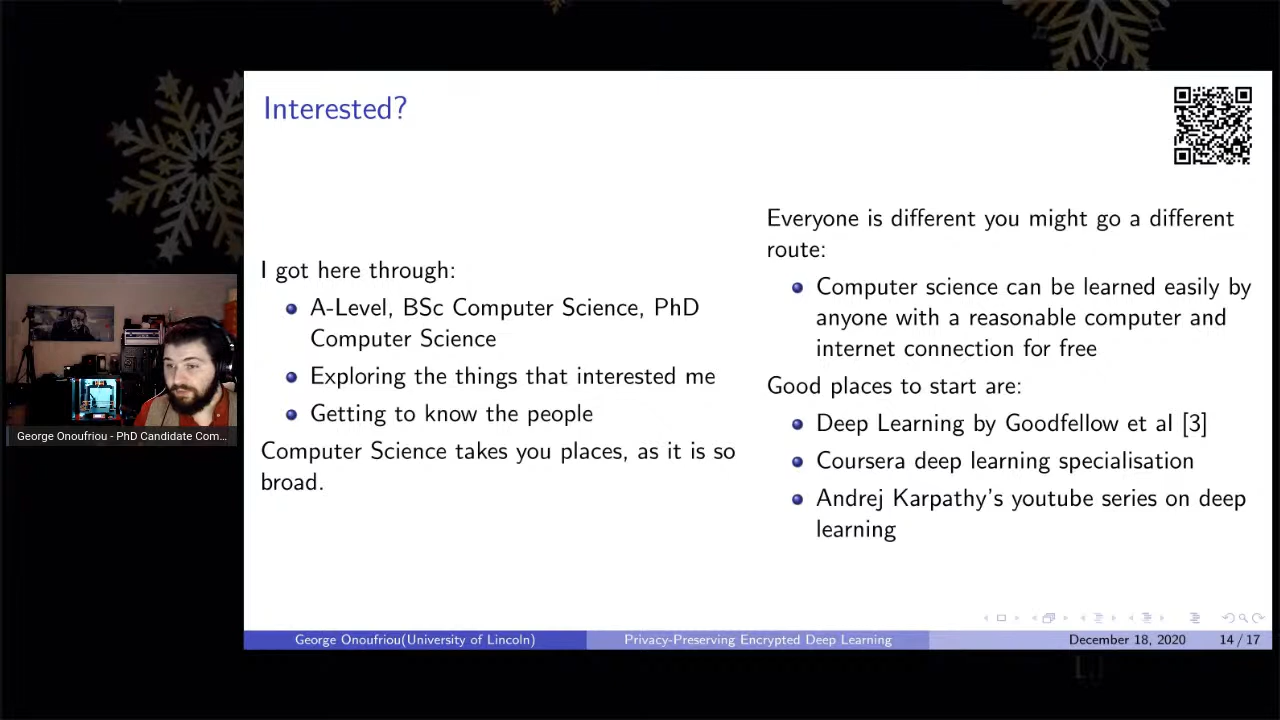 Interested?
I got here through:
A-Level, BSc Computer Science, PhD
Computer Science
Exploring the things that interested me
Getting to know the people
Computer Science takes you places, as it is so
broad.
Everyone is different you might go a different
route:
Computer science can be learned easily by
anyone with a reasonable computer and
internet connection for free
Good places to start are:
Deep Learning by Goodfellow et al [3]
Coursera deep learning specialisation
Andrej Karpathy's youtube series on deep
learning
George Onoufriou - PhD Candidate Com...
George Onoufriou(University of Lincoln)
Privacy-Preserving Encrypted Deep Learning
December 18, 2020
14 / 17